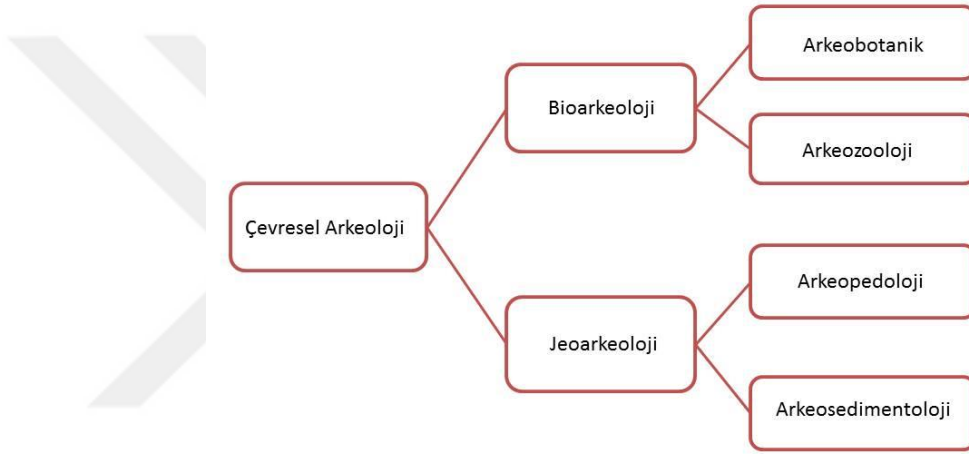 Çevresel Arkeoloji
Bioarkeoloji
Arkeobotanik
Arkeozooloji
Jeoarkeoloji
Arkeopedoloji
Arkeosedimentoloji